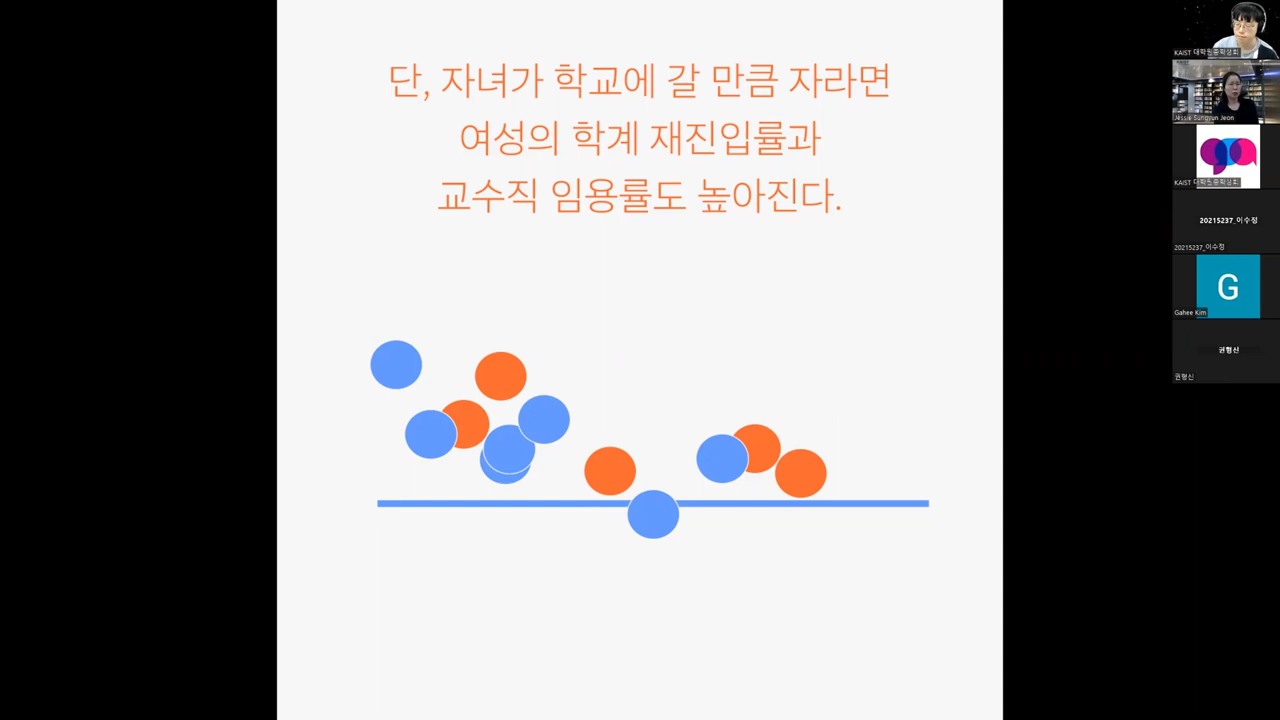 단, 자녀가 학교에 갈 만큼 자라면
여성의 학계 재진입률과
교수직 임용률도 높아진다.
KAIST 대학원총학생회
Jessie Sungyun Jeon
KAIST 대학원총학생회
20215237_이수정
20215237_이수정
G
Gahee Kim
권형신
권형신